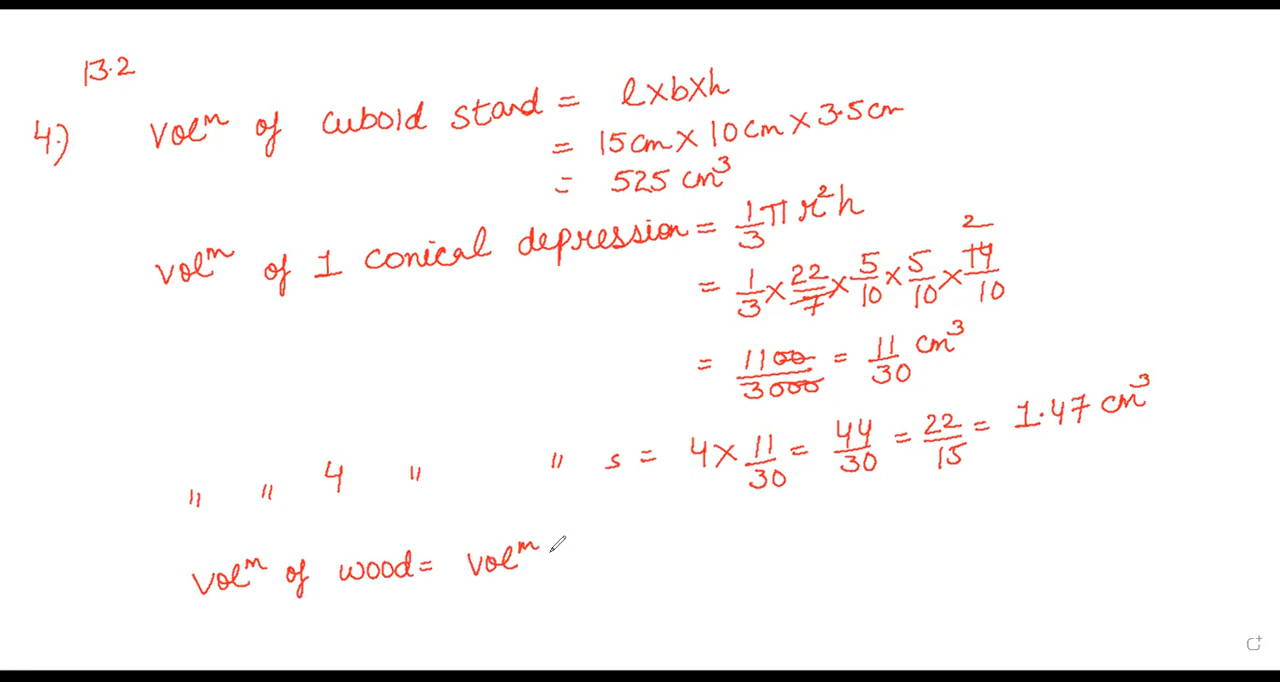 13.2
4.) Vol^m of cuboid stand = l×b×h
= 15cm × 10cm × 3.5cm
= 525 cm³
Vol^m of 1 conical depression = 1/3 π r² h
= 1/3 × 22/7 × 5/10 × 5/10 × 14/10 2
= 1100/3000 = 11/30 cm³
" " 4 " " s = 4 × 11/30 = 44/30 = 22/15 = 1.47 cm³
Vol^m of wood = Vol^m